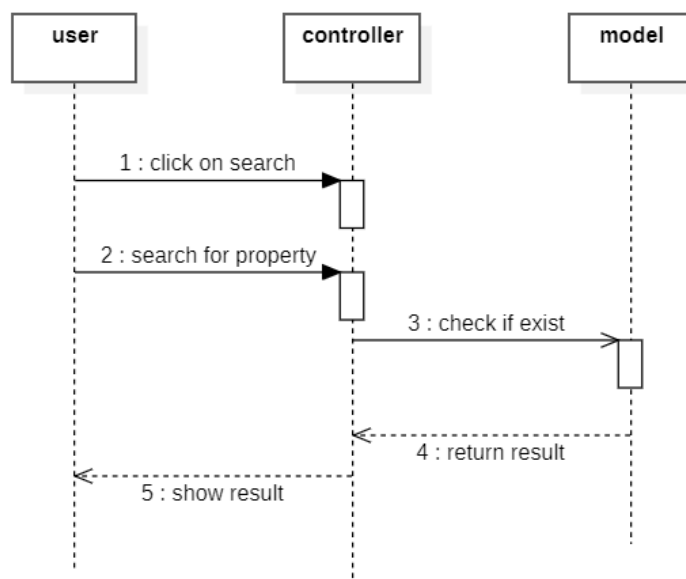 user
controller
model
1 : click on search
2 : search for property
3 : check if exist
4 : return result
5 : show result